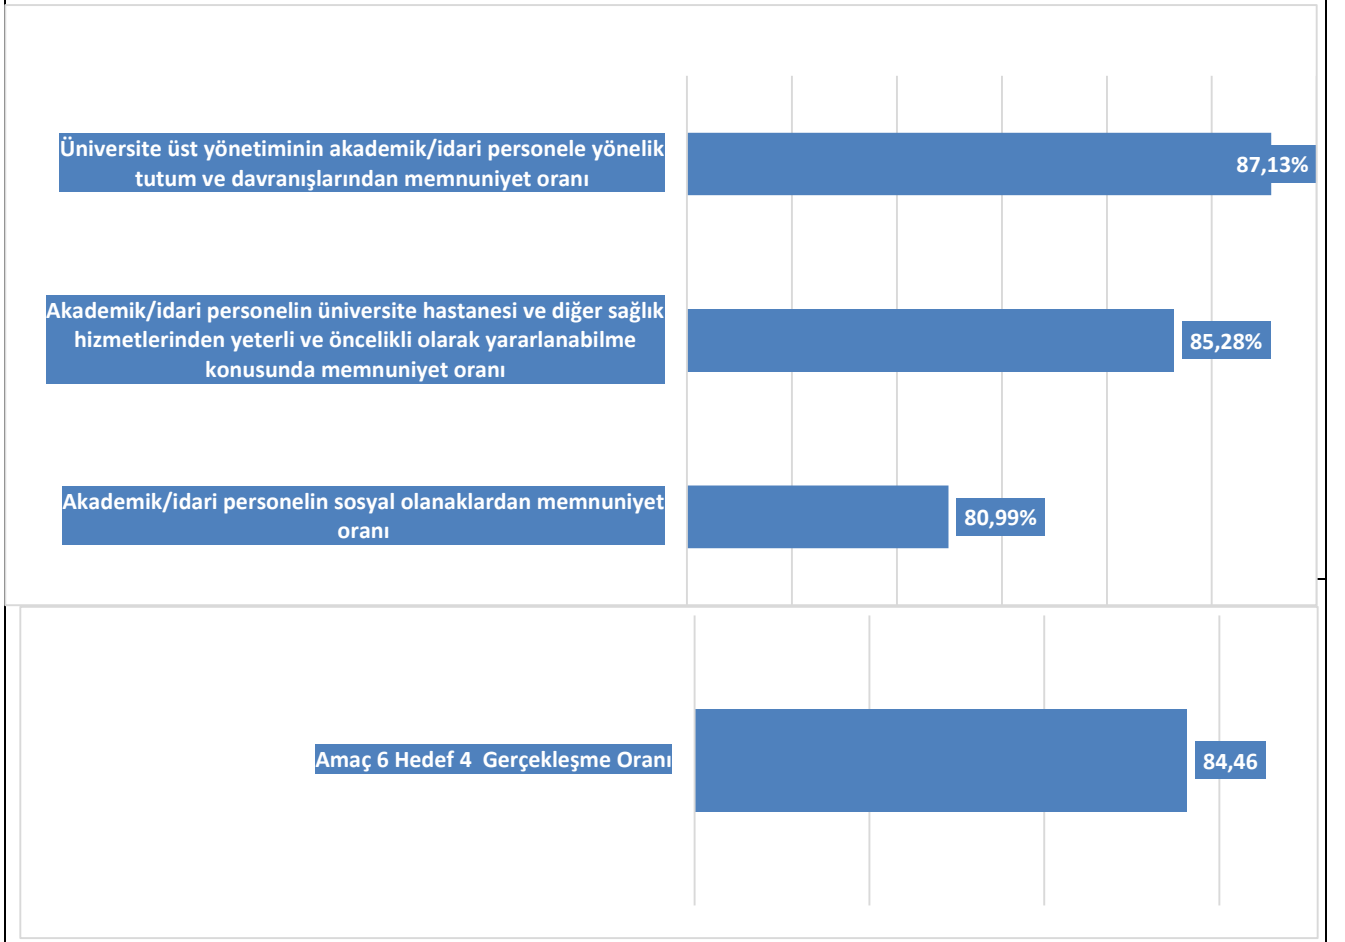 Üniversite üst yönetiminin akademik/idari personele yönelik
tutum ve davranışlarından memnuniyet oranı
87,13%
Akademik/idari personelin üniversite hastanesi ve diğer sağlık
hizmetlerinden yeterli ve öncelikli olarak yararlanabilme
konusunda memnuniyet oranı
85,28%
Akademik/idari personelin sosyal olanaklardan memnuniyet
oranı
80,99%
Amaç 6 Hedef 4  Gerçekleşme Oranı
84,46